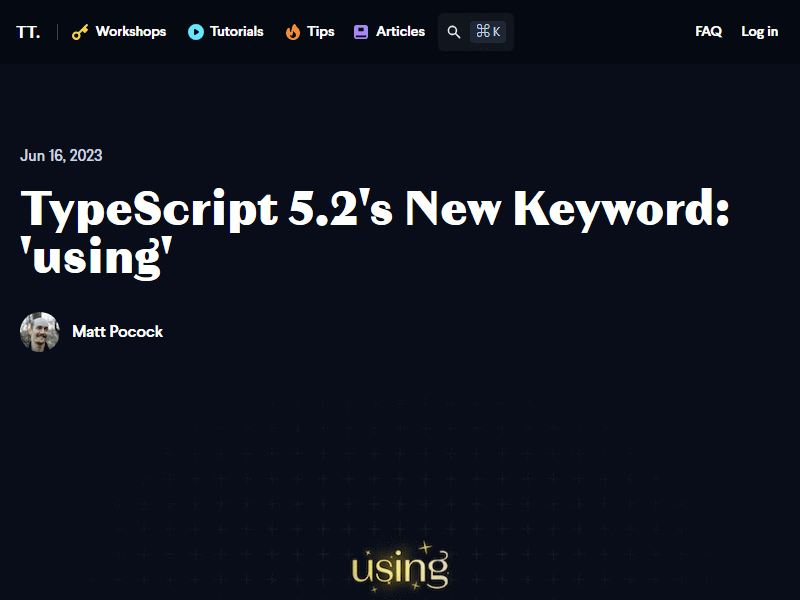 TT. Workshops Tutorials Tips Articles ⌘K FAQ Log in
Jun 16, 2023
TypeScript 5.2's New Keyword:
'using'
Matt Pocock
using